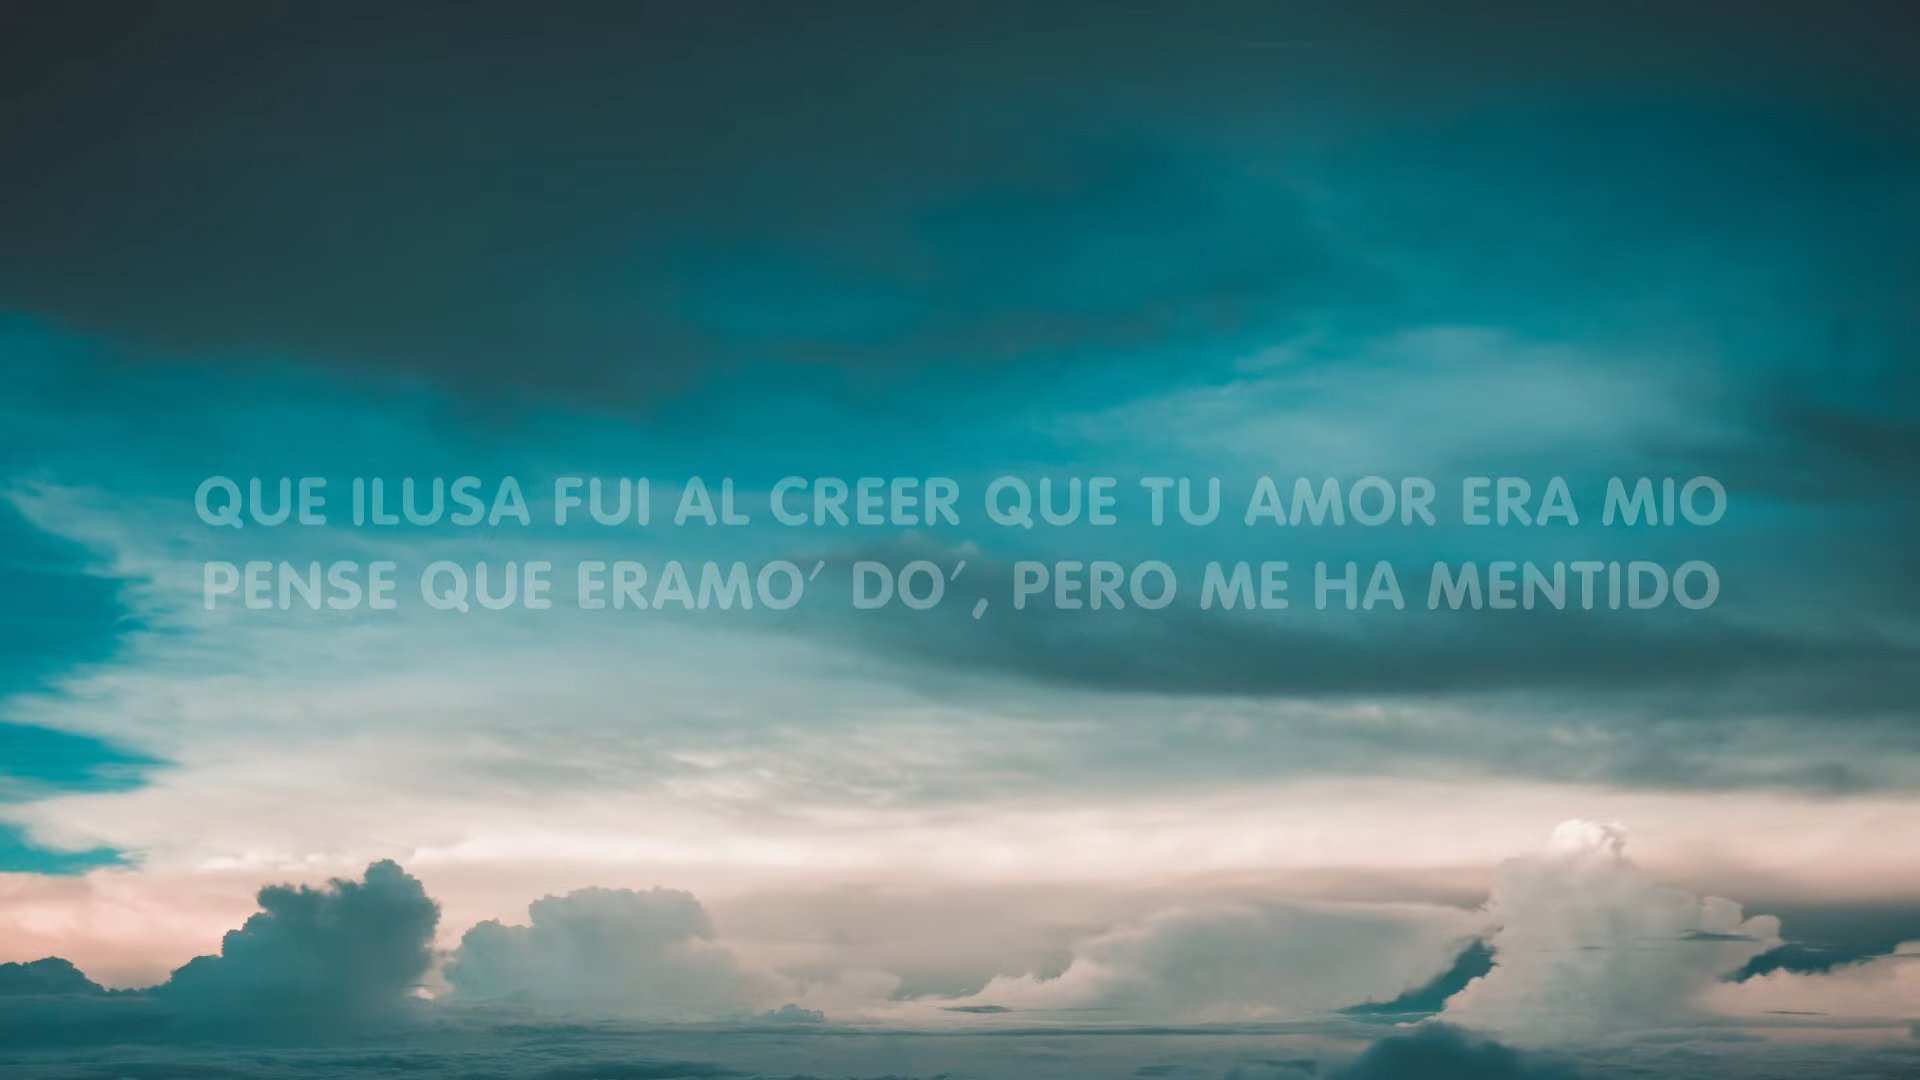 QUE ILUSA FUI AL CREER QUE TU AMOR ERA MIO
PENSE QUE ERAMO' DO', PERO ME HA MENTIDO